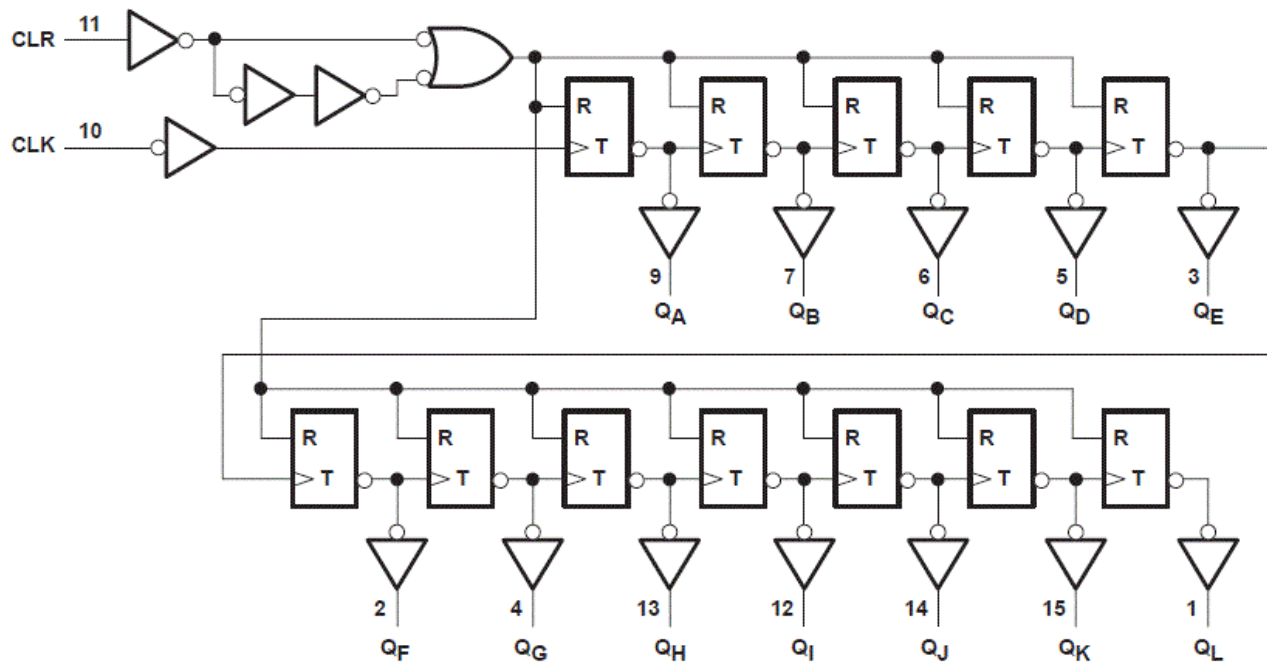 CLR 11
R R R R R
CLK 10
T T T T T
9 7 6 5 3
QA QB QC QD QE
R R R R R R R
T T T T T T T
2 4 13 12 14 15 1
QF QG QH QI QJ QK QL